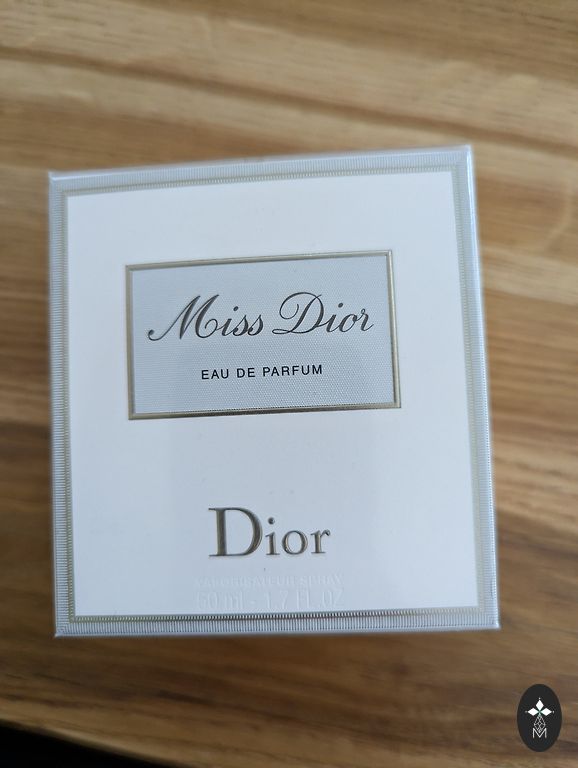 Miss Dior
EAU DE PARFUM
Dior
VAPORISATEUR SPRAY
50 ml - 1.7 FL.OZ
M